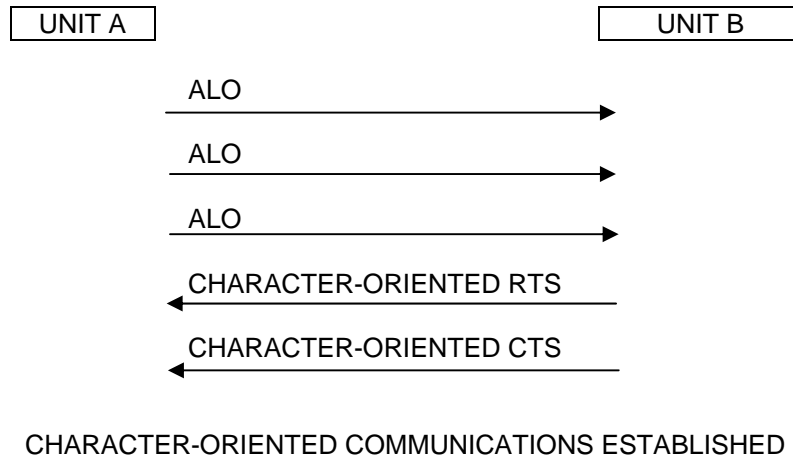 UNIT A
UNIT B
ALO
ALO
ALO
CHARACTER-ORIENTED RTS
CHARACTER-ORIENTED CTS
CHARACTER-ORIENTED COMMUNICATIONS ESTABLISHED